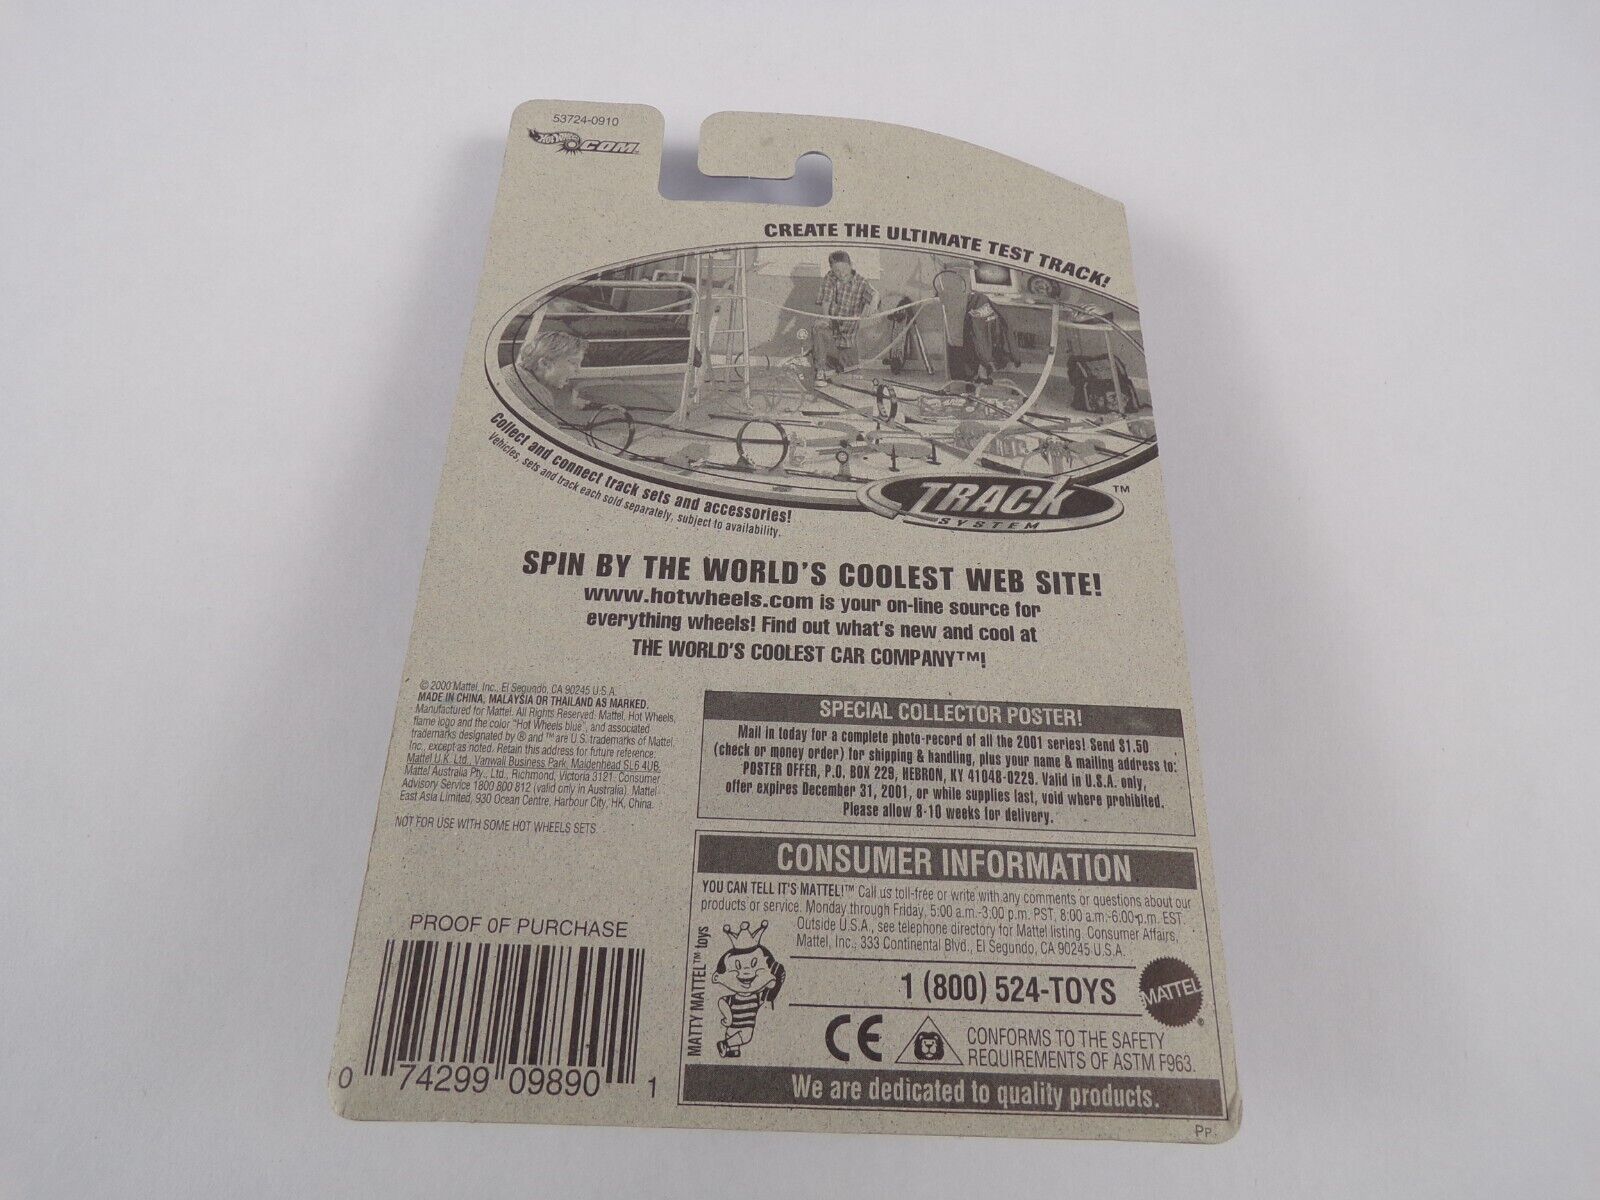 53724-0910
HOT WHEELS.COM
CREATE THE ULTIMATE TEST TRACK!
Collect and connect track sets and accessories!
Vehicles, sets and track each sold separately, subject to availability.
TRACK ™
SYSTEM
SPIN BY THE WORLD'S COOLEST WEB SITE!
www.hotwheels.com is your on-line source for
everything wheels! Find out what's new and cool at
THE WORLD'S COOLEST CAR COMPANY™!
© 2000 Mattel, Inc., El Segundo, CA 90245 U.S.A.
MADE IN CHINA, MALAYSIA OR THAILAND AS MARKED.
Manufactured for Mattel. All Rights Reserved. Mattel, Hot Wheels,
flame logo and the color "Hot Wheels blue", and associated
trademarks designated by ® and ™ are U.S. trademarks of Mattel,
Inc., except as noted. Retain this address for future reference:
Mattel U.K. Ltd., Vanwall Business Park, Maidenhead SL6 4UB.
Mattel Australia Pty., Ltd., Richmond, Victoria 3121. Consumer
Advisory Service 1800 800 812 (valid only in Australia). Mattel
East Asia Limited, 930 Ocean Centre, Harbour City, HK, China.
NOT FOR USE WITH SOME HOT WHEELS SETS.
SPECIAL COLLECTOR POSTER!
Mail in today for a complete photo-record of all the 2001 series! Send $1.50
(check or money order) for shipping & handling, plus your name & mailing address to:
POSTER OFFER, P.O. BOX 229, HEBRON, KY 41048-0229. Valid in U.S.A. only,
offer expires December 31, 2001, or while supplies last, void where prohibited.
Please allow 8-10 weeks for delivery.
CONSUMER INFORMATION
YOU CAN TELL IT'S MATTEL!™ Call us toll-free or write with any comments or questions about our
products or service. Monday through Friday, 5:00 a.m.-3:00 p.m. PST, 8:00 a.m.-6:00 p.m. EST.
Outside U.S.A., see telephone directory for Mattel listing. Consumer Affairs,
Mattel, Inc., 333 Continental Blvd., El Segundo, CA 90245 U.S.A.
MATTY MATTEL™ toys
1 (800) 524-TOYS
MATTEL ®
CE
CONFORMS TO THE SAFETY
REQUIREMENTS OF ASTM F963.
We are dedicated to quality products.
PROOF OF PURCHASE
0 74299 09890 1
PP